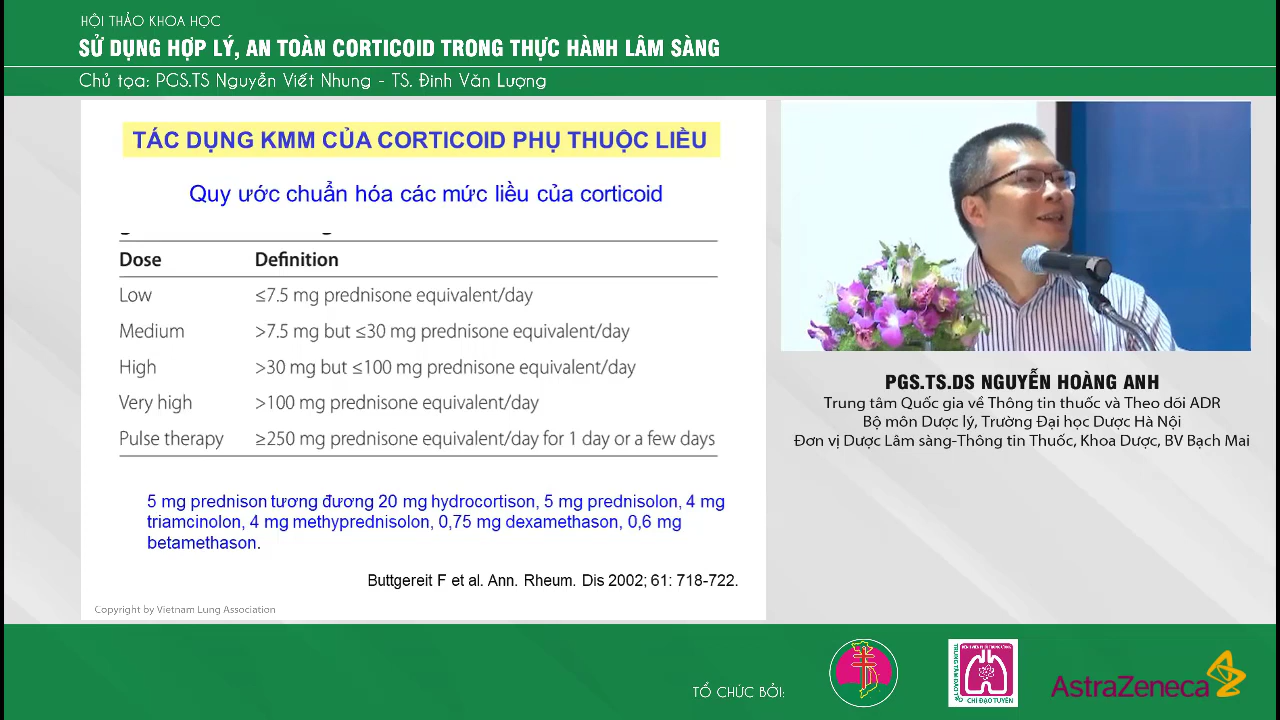 HỘI THẢO KHOA HỌC
SỬ DỤNG HỢP LÝ, AN TOÀN CORTICOID TRONG THỰC HÀNH LÂM SÀNG
Chủ tọa: PGS.TS Nguyễn Viết Nhung - TS. Đinh Văn Lượng
TÁC DỤNG KMM CỦA CORTICOID PHỤ THUỘC LIỀU
Quy ước chuẩn hóa các mức liều của corticoid
Dose Definition
Low ≤7.5 mg prednisone equivalent/day
Medium >7.5 mg but ≤30 mg prednisone equivalent/day
High >30 mg but ≤100 mg prednisone equivalent/day
Very high >100 mg prednisone equivalent/day
Pulse therapy ≥250 mg prednisone equivalent/day for 1 day or a few days
5 mg prednison tương đương 20 mg hydrocortison, 5 mg prednisolon, 4 mg
triamcinolon, 4 mg methyprednisolon, 0,75 mg dexamethason, 0,6 mg
betamethason.
Buttgereit F et al. Ann. Rheum. Dis 2002; 61: 718-722.
Copyright by Vietnam Lung Association
PGS.TS.DS NGUYỄN HOÀNG ANH
Trung tâm Quốc gia về Thông tin thuốc và Theo dõi ADR
Bộ môn Dược lý, Trường Đại học Dược Hà Nội
Đơn vị Dược Lâm sàng-Thông tin Thuốc, Khoa Dược, BV Bạch Mai
TỔ CHỨC BỞI:
CHỈ ĐẠO TUYẾN
AstraZeneca